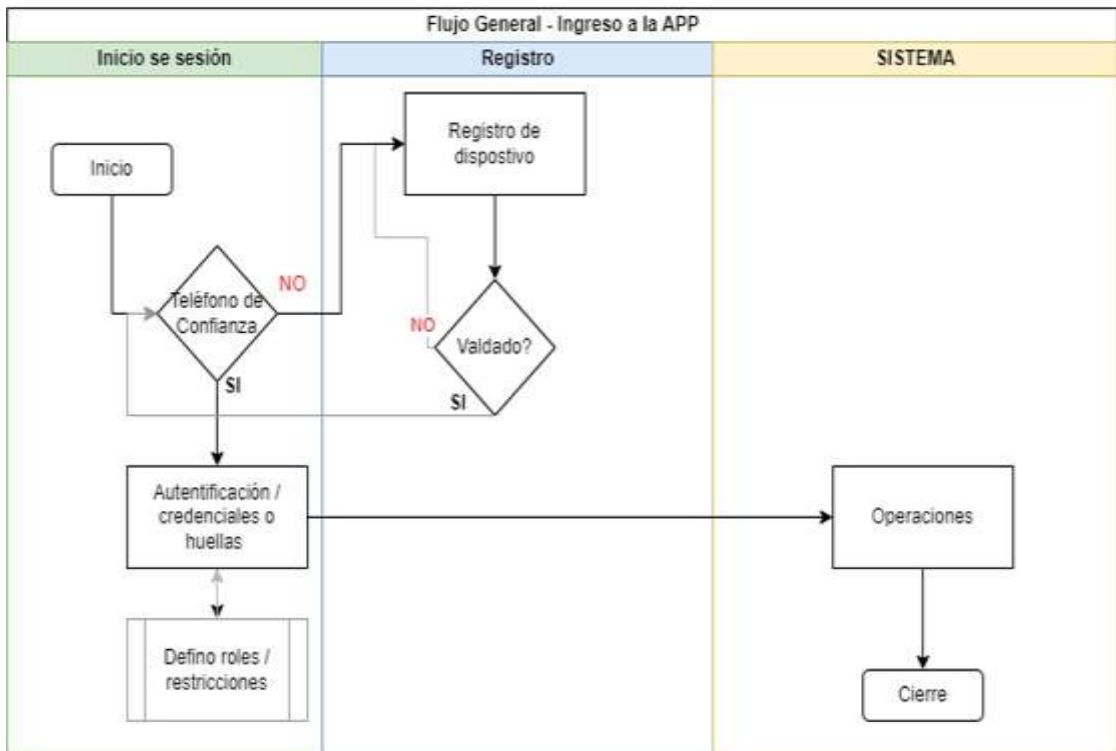 Flujo General - Ingreso a la APP
Inicio se sesión
Registro
SISTEMA
Inicio
Registro de
dispostivo
Teléfono de
Confianza
NO
NO
Valdado?
SI
SI
Autentificación /
credenciales o
huellas
Operaciones
Defino roles /
restricciones
Cierre